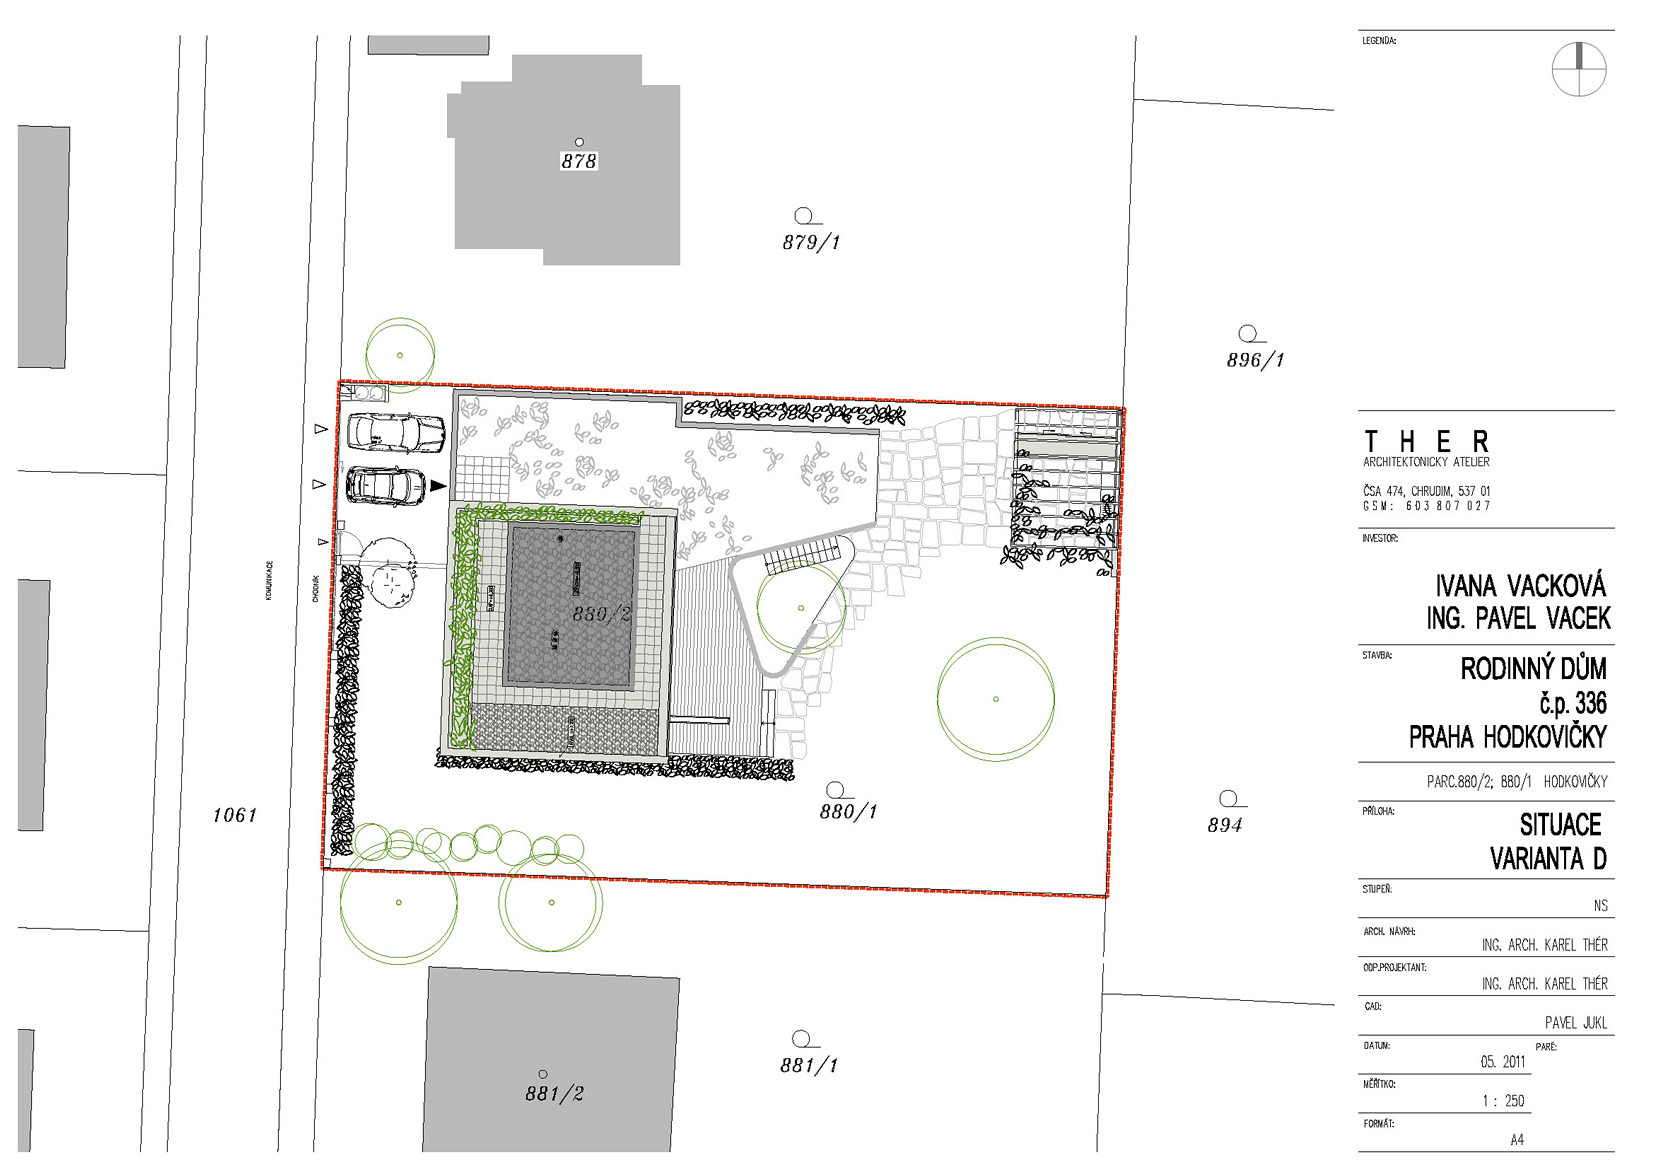 878
879/1
896/1
KOMUNIKACE
CHODNÍK
880/2
1061
880/1
894
881/1
881/2
LEGENDA:
THER
ARCHITEKTONICKÝ ATELIER
ČSA 474, CHRUDIM, 537 01
GSM: 603 807 027
INVESTOR:
IVANA VACKOVÁ
ING. PAVEL VACEK
STAVBA:
RODINNÝ DŮM
č.p. 336
PRAHA HODKOVIČKY
PARC.880/2; 880/1 HODKOVIČKY
PŘÍLOHA:
SITUACE
VARIANTA D
STUPEŇ:
NS
ARCH. NÁVRH:
ING. ARCH. KAREL THÉR
ODP.PROJEKTANT:
ING. ARCH. KAREL THÉR
CAD:
PAVEL JUKL
DATUM:
PARÉ:
05. 2011
MĚŘÍTKO:
1 : 250
FORMÁT:
A4